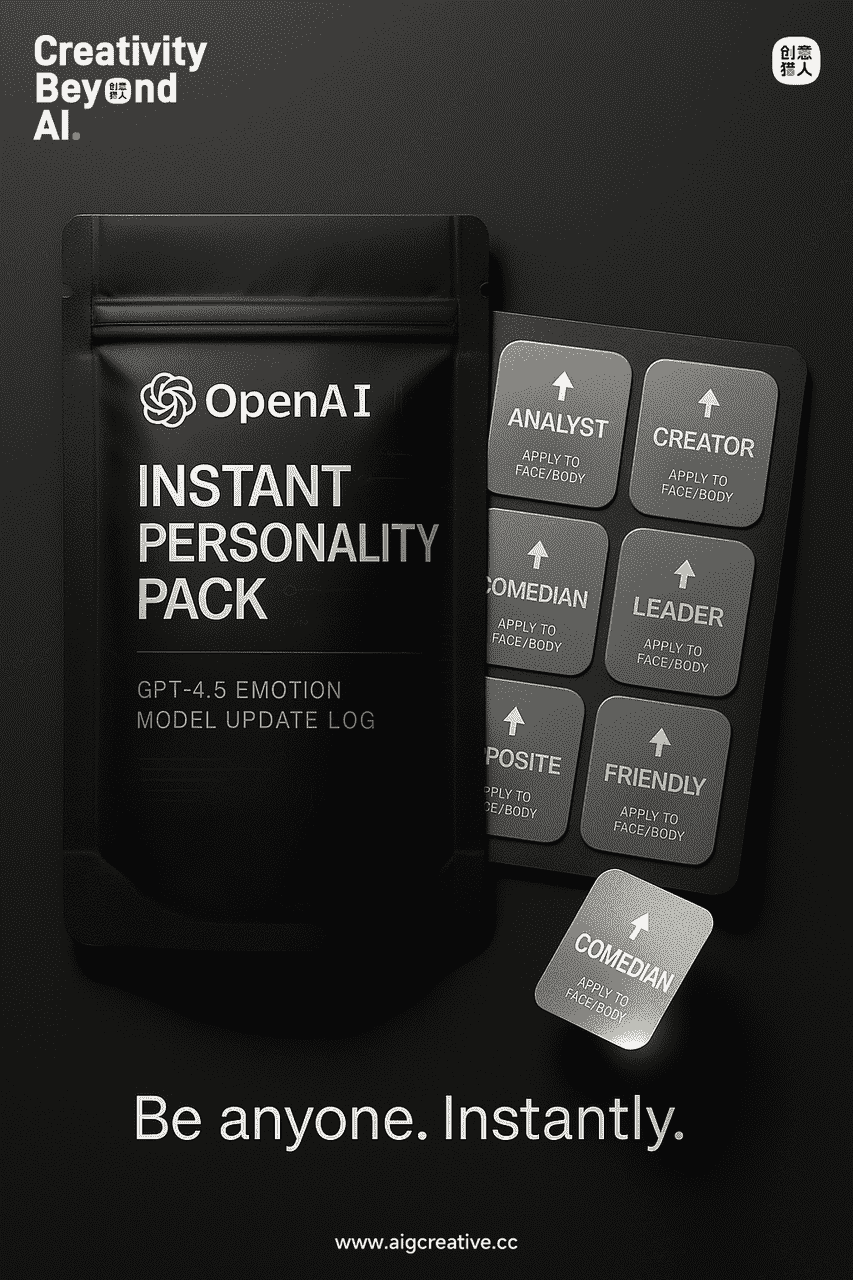 Creativity
Beyond
AI.
创意
猎人
OpenAI
INSTANT
PERSONALITY
PACK
GPT-4.5 EMOTION
MODEL UPDATE LOG
ANALYST
APPLY TO
FACE/BODY
CREATOR
APPLY TO
FACE/BODY
COMEDIAN
APPLY TO
FACE/BODY
LEADER
APPLY TO
FACE/BODY
PPOSITE
PPLY TO
CE/BODY
FRIENDLY
APPLY TO
FACE/BODY
COMEDIAN
APPLY TO
FACE/BODY
Be anyone. Instantly.
www.aigcreative.cc